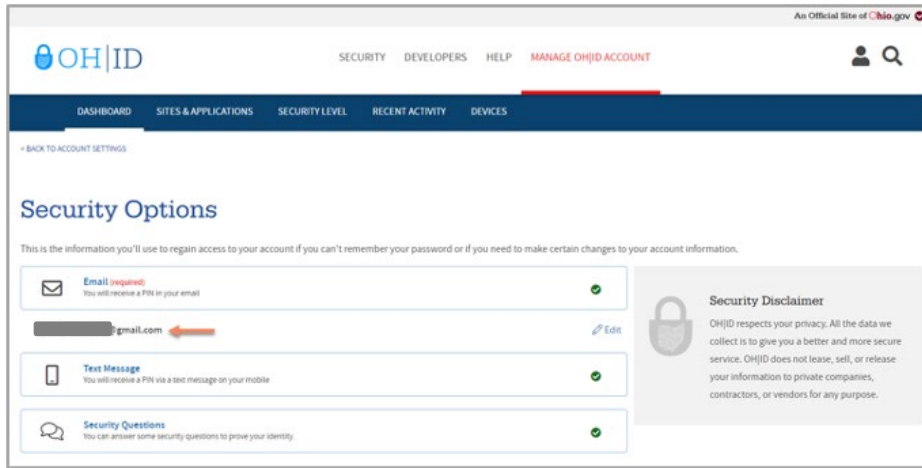 An Official Site of Ohio.gov
OH|ID
SECURITY DEVELOPERS HELP MANAGE OH|ID ACCOUNT
DASHBOARD SITES & APPLICATIONS SECURITY LEVEL RECENT ACTIVITY DEVICES
< BACK TO ACCOUNT SETTINGS
Security Options
This is the information you'll use to regain access to your account if you can't remember your password or if you need to make certain changes to your account information.
Email (required)
You will receive a PIN in your email
@gmail.com
Edit
Text Message
You will receive a PIN via a text message on your mobile
Security Questions
You can answer some security questions to prove your identity.
Security Disclaimer
OH|ID respects your privacy. All the data we
collect is to give you a better and more secure
service. OH|ID does not lease, sell, or release
your information to private companies,
contractors, or vendors for any purpose.